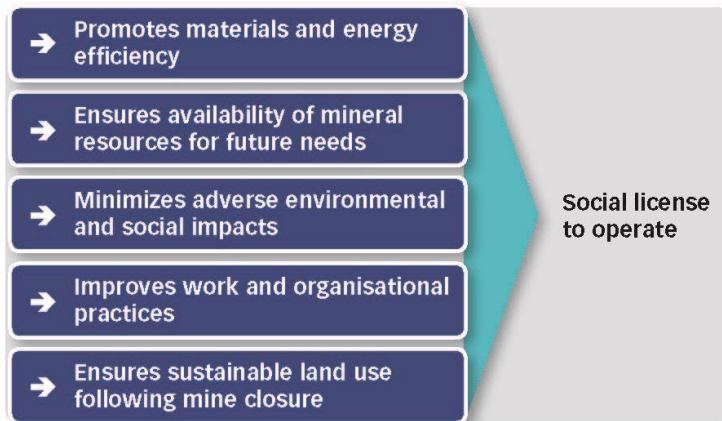 Promotes materials and energy
efficiency
Ensures availability of mineral
resources for future needs
Minimizes adverse environmental
and social impacts
Improves work and organisational
practices
Ensures sustainable land use
following mine closure
Social license
to operate